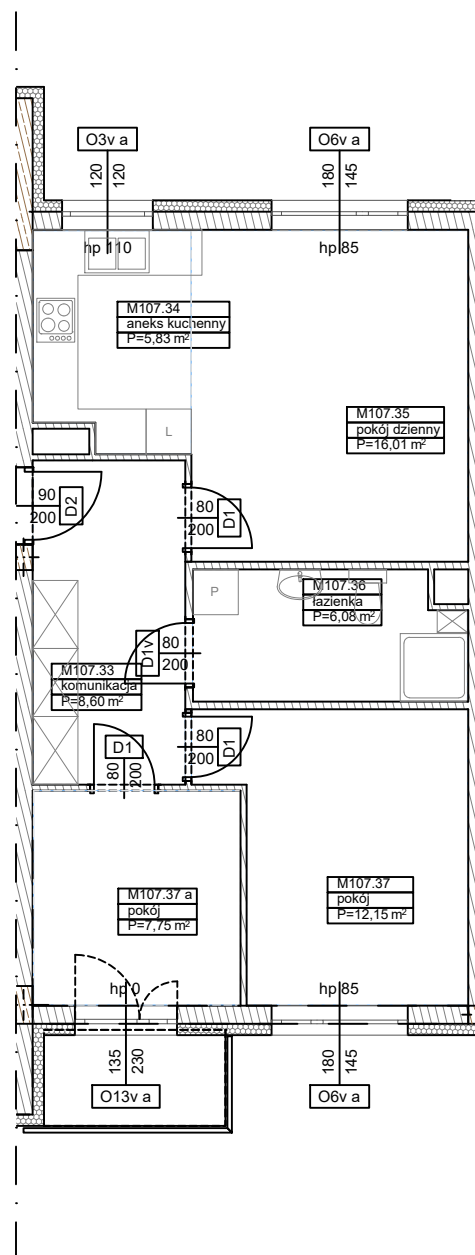 O3v a
O6v a
120
120
180
145
hp 110
hp 85
M107.34
aneks kuchenny
P=5,83 m²
M107.35
pokój dzienny
P=16,01 m²
L
90
200
D2
80
200
D1
P
M107.36
łazienka
P=6,08 m²
D1v
80
200
M107.33
komunikacja
P=8,60 m²
D1
80
200
80
200
D1
M107.37 a
pokój
P=7,75 m²
M107.37
pokój
P=12,15 m²
hp 0
hp 85
135
230
180
145
O13v a
O6v a